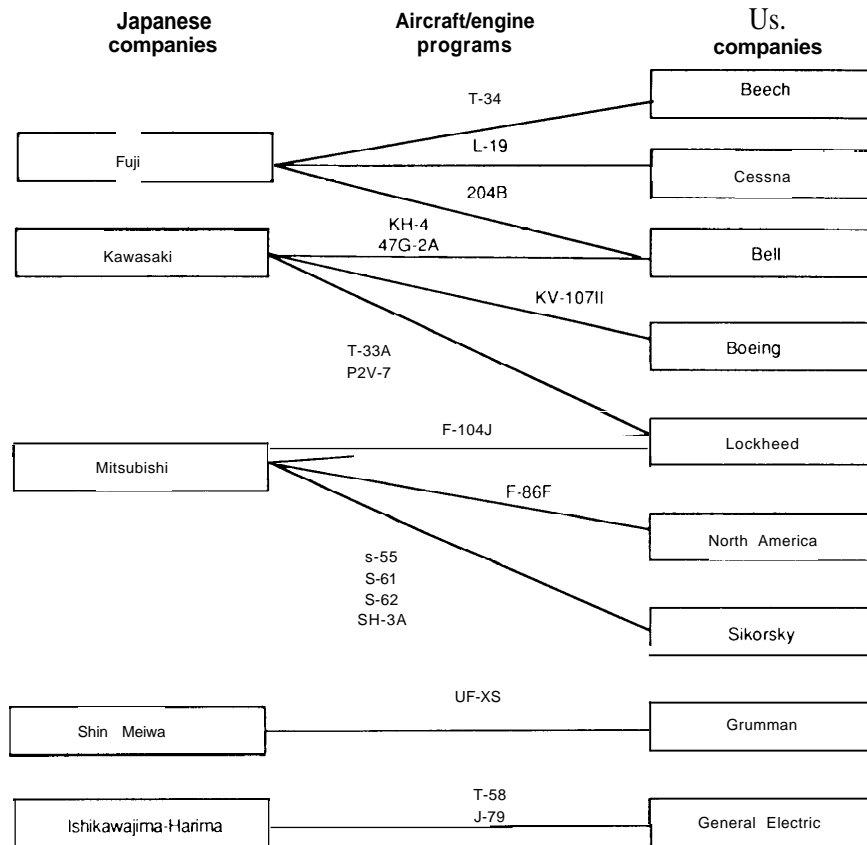 Japanese
companies
Aircraft/engine
programs
Us.
companies
T-34
Beech
L-19
Fuji
Cessna
204B
KH-4
47G-2A
Kawasaki
Bell
KV-107II
Boeing
T-33A
P2V-7
F-104J
Lockheed
Mitsubishi
F-86F
North America
s-55
S-61
S-62
SH-3A
Sikorsky
UF-XS
Shin Meiwa
Grumman
T-58
J-79
Ishikawajima-Harima
General Electric